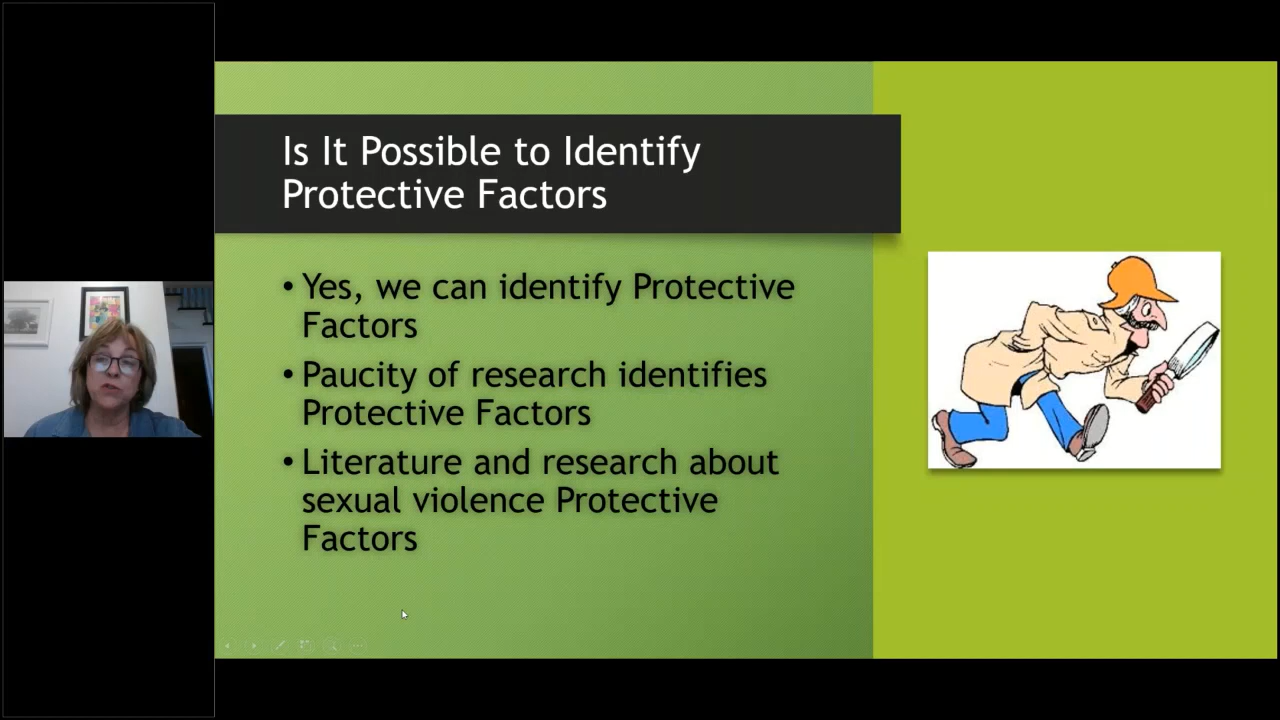 Is It Possible to Identify
Protective Factors
• Yes, we can identify Protective
Factors
• Paucity of research identifies
Protective Factors
• Literature and research about
sexual violence Protective
Factors